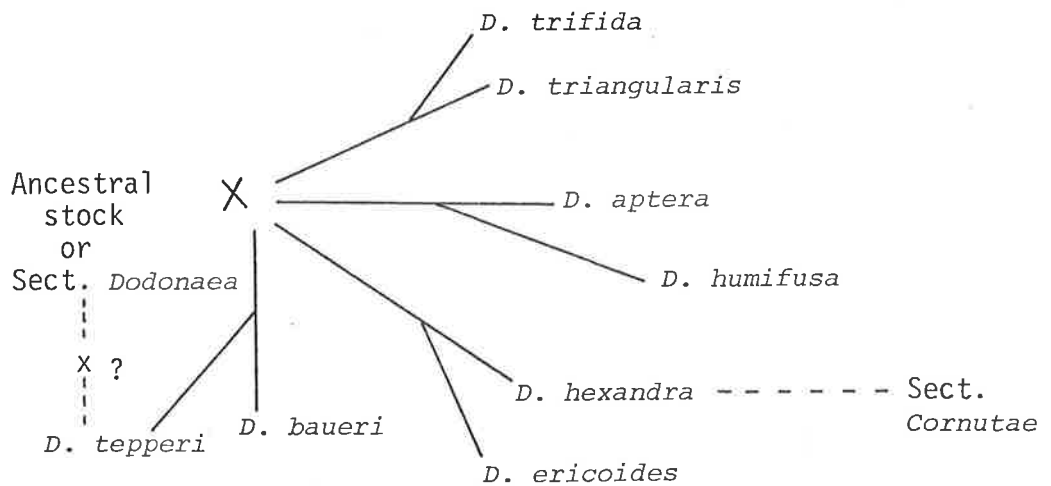 D. trifida
D. triangularis
Ancestral
stock
or
Sect. Dodonaea
X
D. aptera
D. humifusa
x ?
D. hexandra
Sect.
Cornutae
D. tepperi
D. baueri
D. ericoides